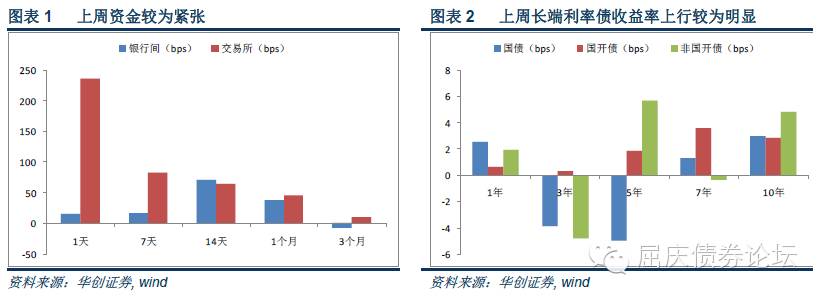 图表 1 上周资金较为紧张
银行间（bps） 交易所（bps）
250
200
150
100
50
0
-50
1天 7天 14天 1个月 3个月
资料来源：华创证券, wind
图表 2 上周长端利率债收益率上行较为明显
国债（bps） 国开债（bps） 非国开债（bps）
8
6
4
2
0
-2
-4
-6
1年 3年 5年 7年 10年
屈庆债券论坛
资料来源：华创证券, wind